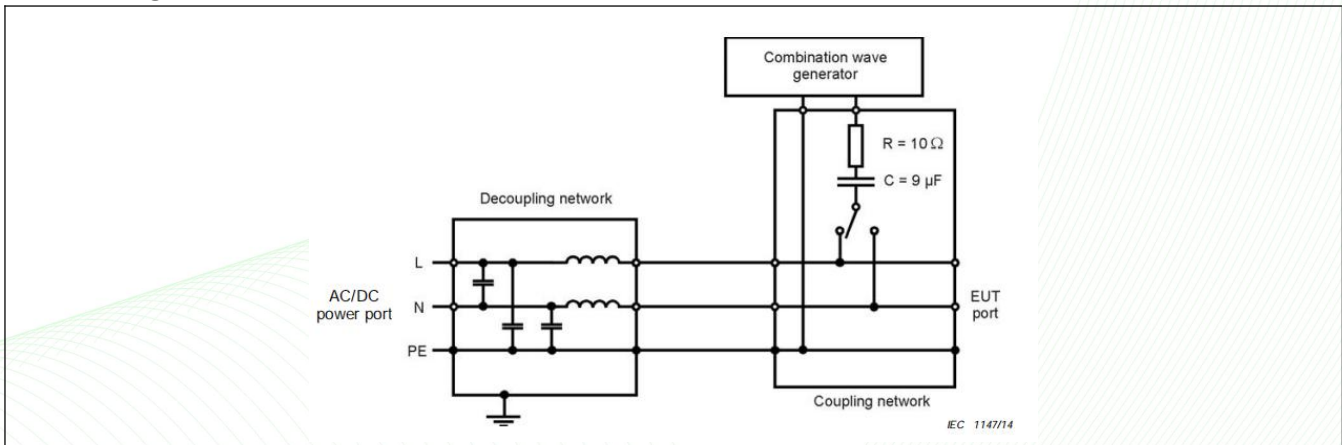 Combination wave
generator
R = 10 Ω
C = 9 µF
Decoupling network
L
AC/DC
power port
N
EUT
port
PE
Coupling network
IEC 1147/14